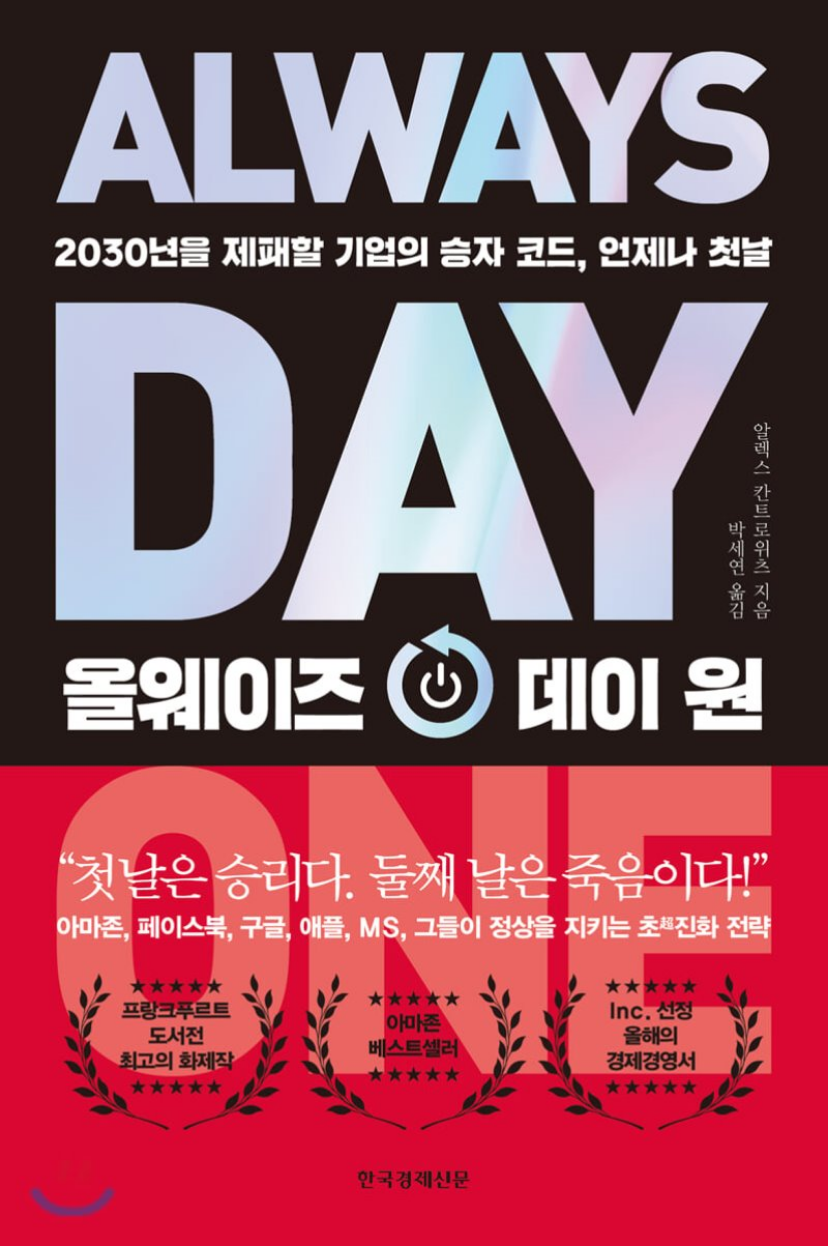 ALWAYS
2030년을 제패할 기업의 승자 코드, 언제나 첫날
DAY
알렉스 칸트로위츠 지음
박세연 옮김
올웨이즈 데이 원
ONE
“첫날은 승리다. 둘째 날은 죽음이다!”
아마존, 페이스북, 구글, 애플, MS, 그들이 정상을 지키는 초超진화 전략
프랑크푸르트
도서전
최고의 화제작
아마존
베스트셀러
Inc. 선정
올해의
경제경영서
한국경제신문